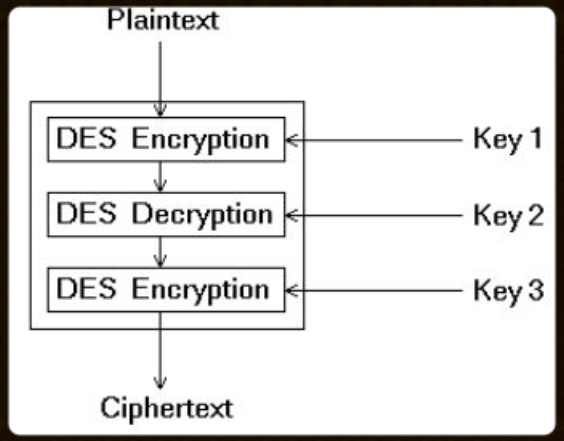 Plaintext
DES Encryption
Key 1
DES Decryption
Key 2
DES Encryption
Key 3
Ciphertext